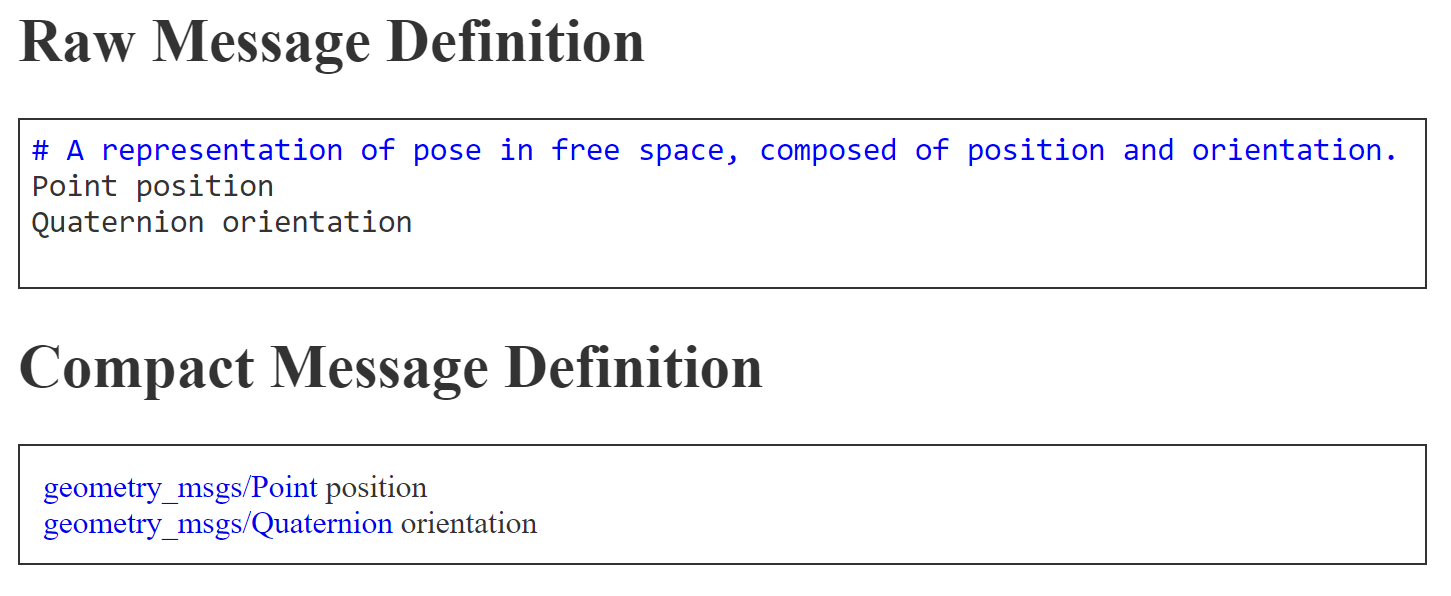 Raw Message Definition
# A representation of pose in free space, composed of position and orientation.
Point position
Quaternion orientation
Compact Message Definition
geometry_msgs/Point position
geometry_msgs/Quaternion orientation